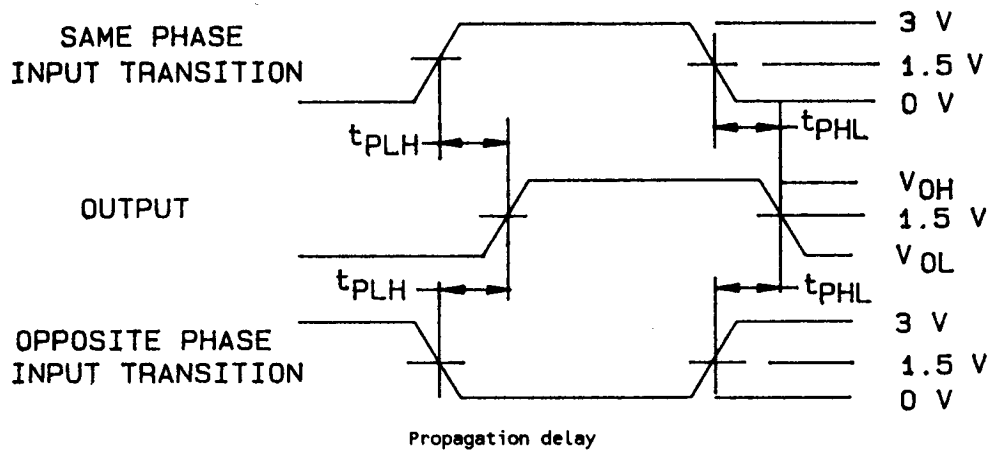 SAME PHASE
INPUT TRANSITION
3 V
1.5 V
0 V
tPLH
tPHL
OUTPUT
VOH
1.5 V
VOL
tPLH
tPHL
OPPOSITE PHASE
INPUT TRANSITION
3 V
1.5 V
0 V
Propagation delay